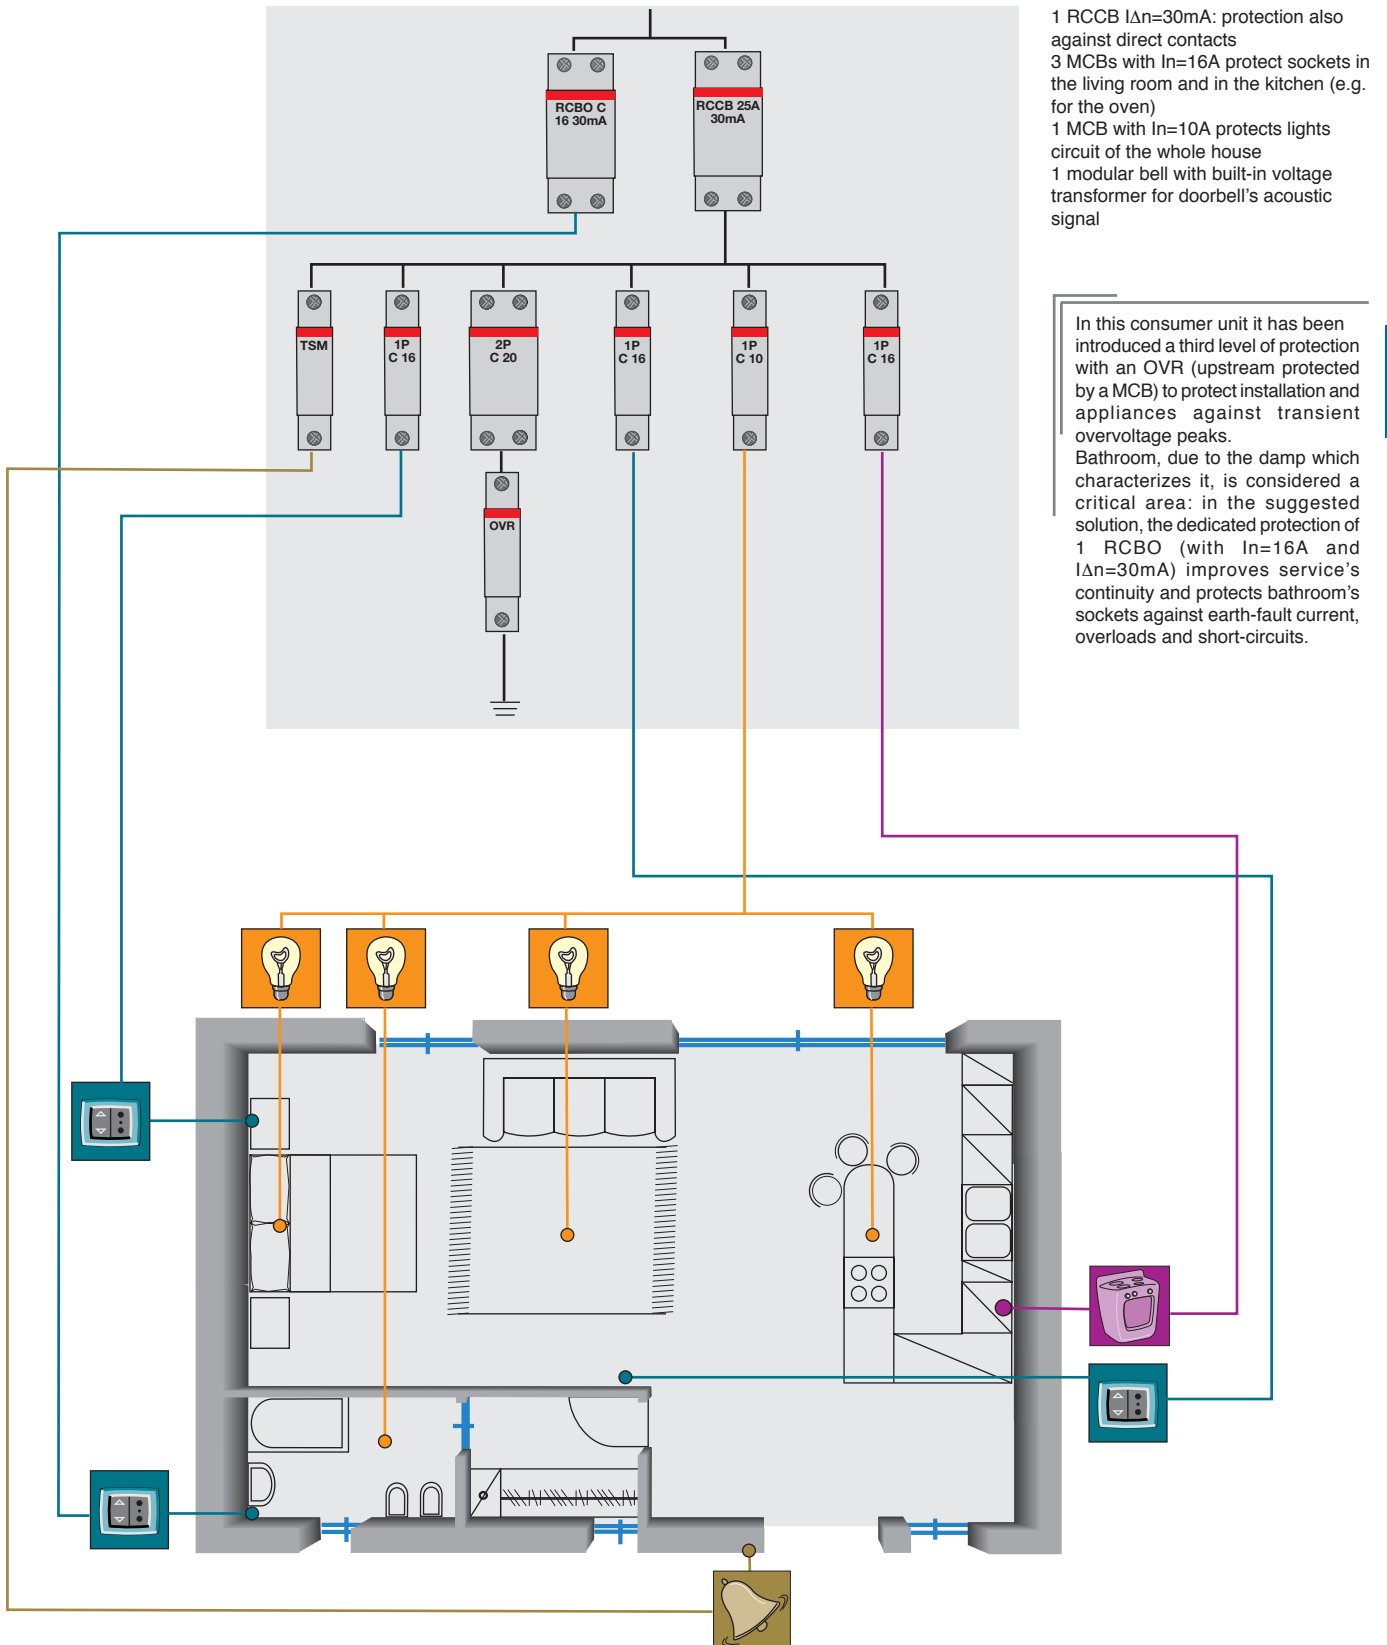 1 RCCB IΔn=30mA: protection also
against direct contacts
3 MCBs with In=16A protect sockets in
the living room and in the kitchen (e.g.
for the oven)
1 MCB with In=10A protects lights
circuit of the whole house
1 modular bell with built-in voltage
transformer for doorbell's acoustic
signal
RCBO C
16 30mA
RCCB 25A
30mA
TSM
1P
C 16
2P
C 20
1P
C 16
1P
C 10
1P
C 16
OVR
In this consumer unit it has been
introduced a third level of protection
with an OVR (upstream protected
by a MCB) to protect installation and
appliances against transient
overvoltage peaks.
Bathroom, due to the damp which
characterizes it, is considered a
critical area: in the suggested
solution, the dedicated protection of
1 RCBO (with In=16A and
IΔn=30mA) improves service's
continuity and protects bathroom's
sockets against earth-fault current,
overloads and short-circuits.